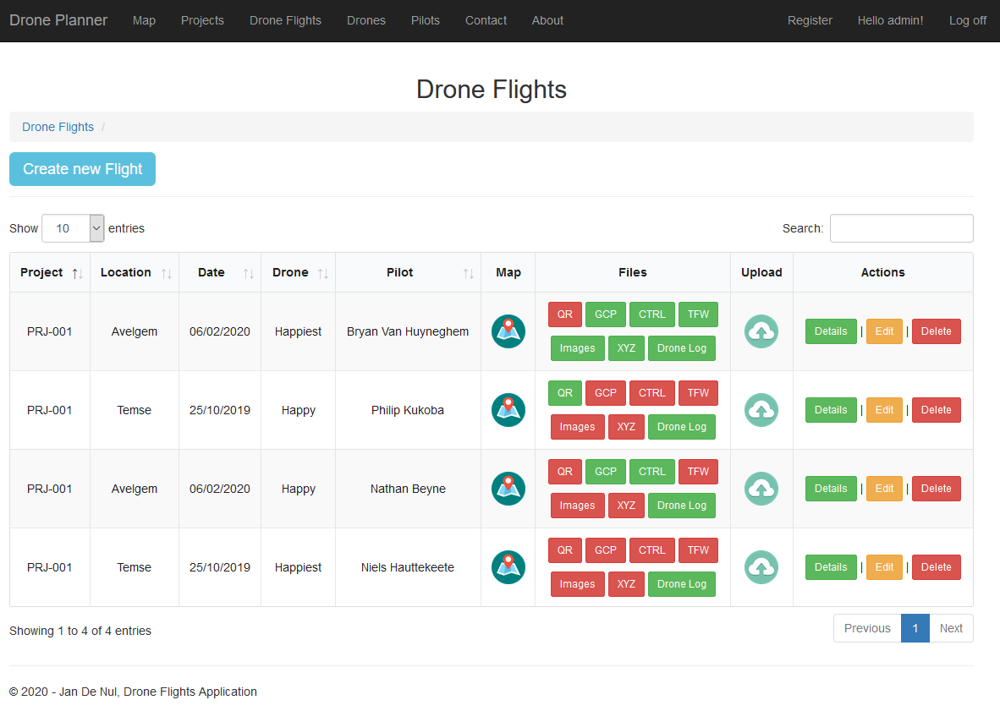 Drone Planner Map Projects Drone Flights Drones Pilots Contact About Register Hello admin! Log off
Drone Flights
Drone Flights /
Create new Flight
Show 10 entries Search:
Project Location Date Drone Pilot Map Files Upload Actions
QR GCP CTRL TFW
PRJ-001 Avelgem 06/02/2020 Happiest Bryan Van Huyneghem Details | Edit | Delete
Images XYZ Drone Log
QR GCP CTRL TFW
PRJ-001 Temse 25/10/2019 Happy Philip Kukoba Details | Edit | Delete
Images XYZ Drone Log
QR GCP CTRL TFW
PRJ-001 Avelgem 06/02/2020 Happy Nathan Beyne Details | Edit | Delete
Images XYZ Drone Log
QR GCP CTRL TFW
PRJ-001 Temse 25/10/2019 Happiest Niels Hauttekeete Details | Edit | Delete
Images XYZ Drone Log
Showing 1 to 4 of 4 entries Previous 1 Next
© 2020 - Jan De Nul, Drone Flights Application